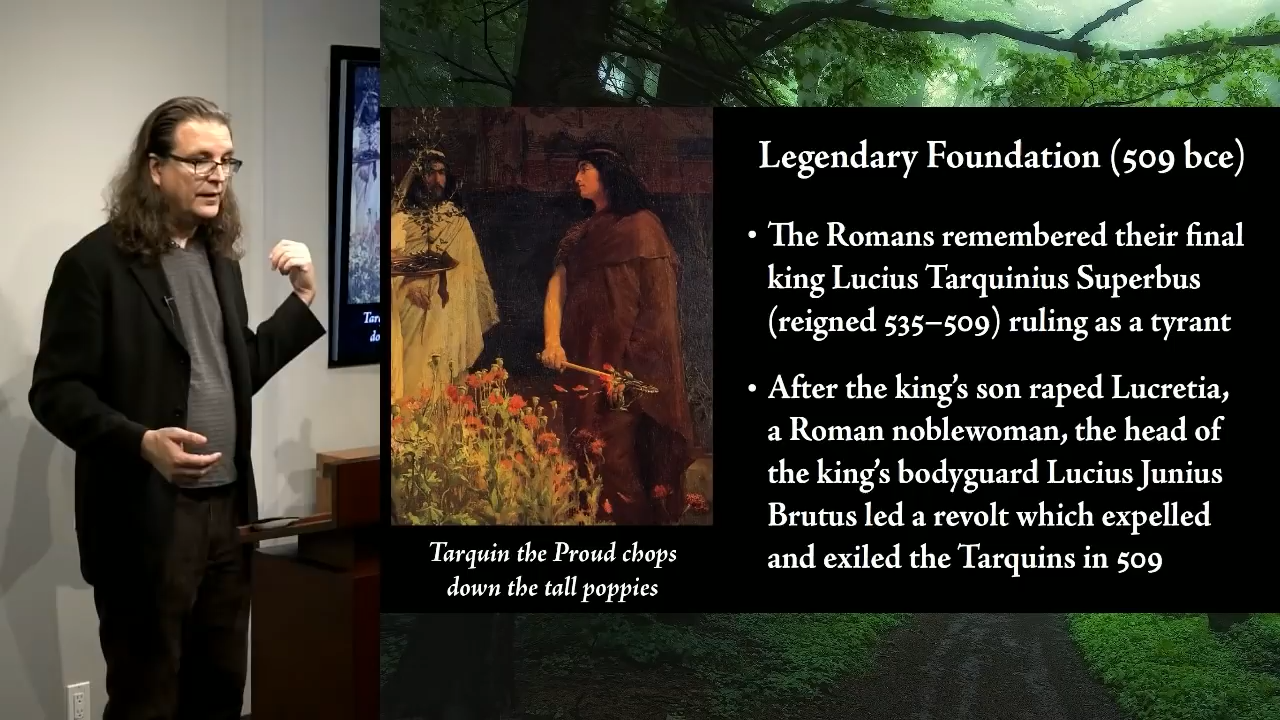 Legendary Foundation (509 bce)
• The Romans remembered their final
king Lucius Tarquinius Superbus
(reigned 535–509) ruling as a tyrant
• After the king's son raped Lucretia,
a Roman noblewoman, the head of
the king's bodyguard Lucius Junius
Brutus led a revolt which expelled
and exiled the Tarquins in 509
Tarquin the Proud chops
down the tall poppies
Tar
do